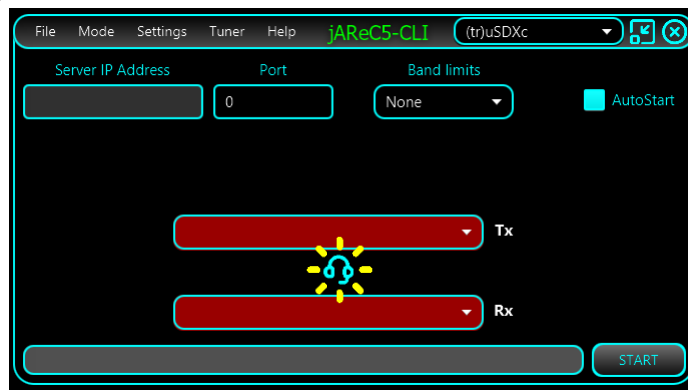 File Mode Settings Tuner Help jAReC5-CLI (tr)uSDXc
Server IP Address Port Band limits
0 None AutoStart
Tx
Rx
START